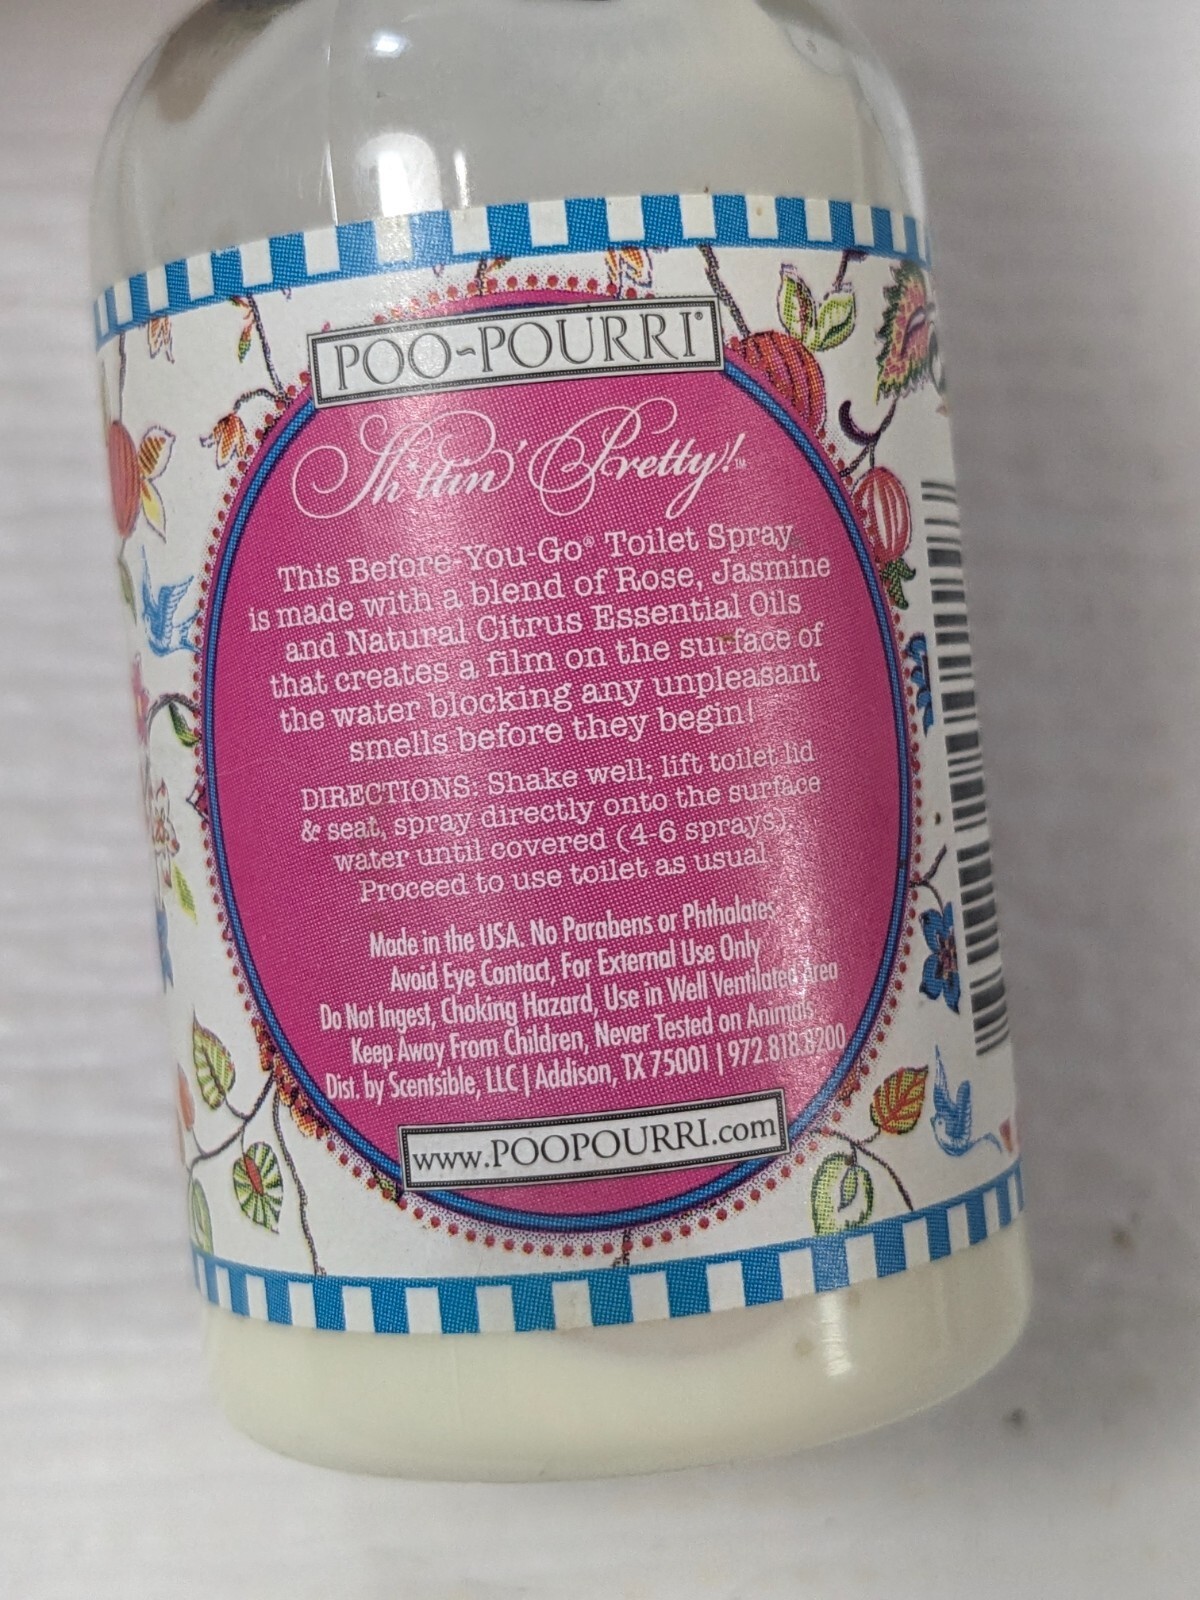 POO~POURRI®
Sh*ttin' Pretty!™
This Before-You-Go® Toilet Spray
is made with a blend of Rose, Jasmine
and Natural Citrus Essential Oils
that creates a film on the surface of
the water blocking any unpleasant
smells before they begin!
DIRECTIONS: Shake well; lift toilet lid
& seat, spray directly onto the surface
water until covered (4-6 sprays).
Proceed to use toilet as usual
Made in the USA. No Parabens or Phthalates
Avoid Eye Contact, For External Use Only
Do Not Ingest, Choking Hazard, Use in Well Ventilated Area
Keep Away From Children, Never Tested on Animals
Dist. by Scentsible, LLC | Addison, TX 75001 | 972.818.8200
www.POOPOURRI.com